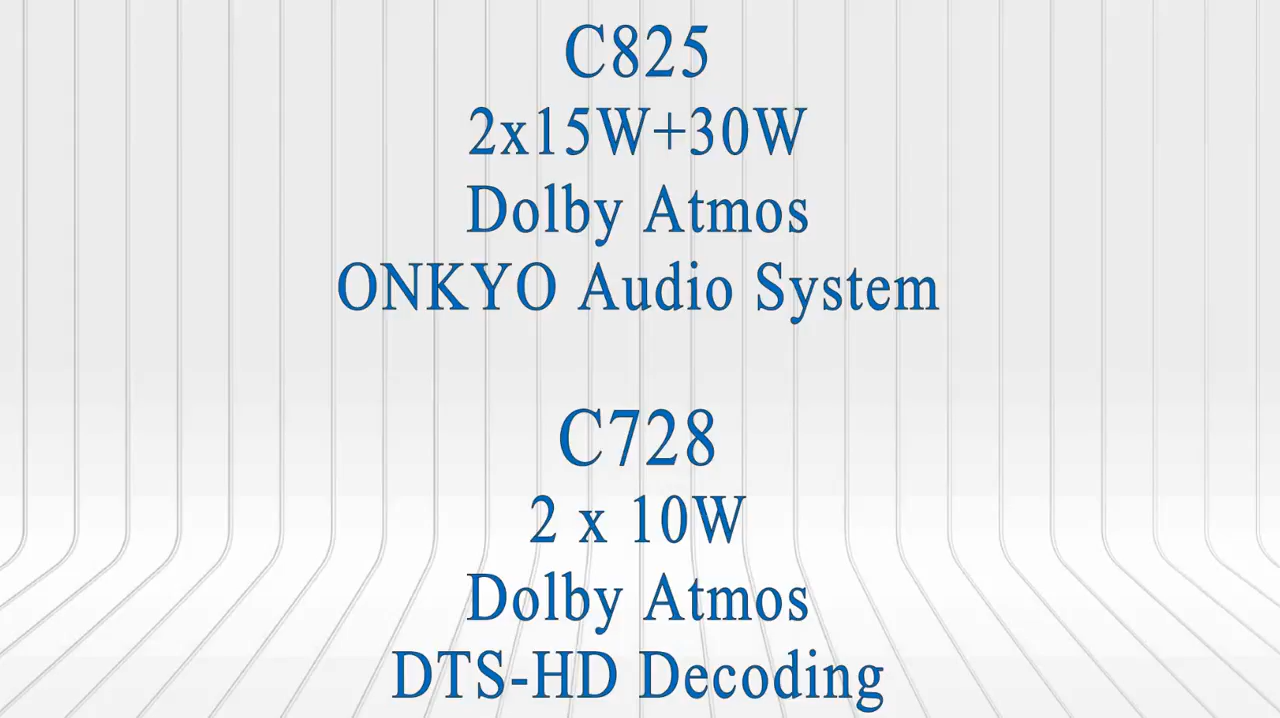 C825
2x15W+30W
Dolby Atmos
ONKYO Audio System
C728
2 x 10W
Dolby Atmos
DTS-HD Decoding